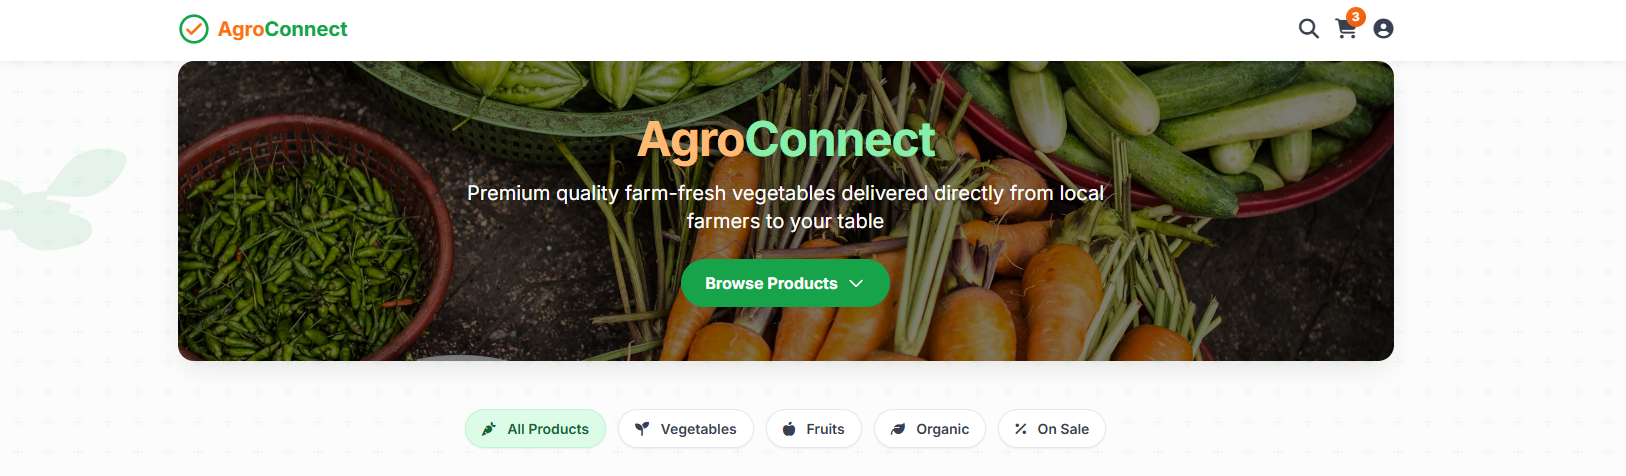 AgroConnect
3
AgroConnect
Premium quality farm-fresh vegetables delivered directly from local
farmers to your table
Browse Products
All Products
Vegetables
Fruits
Organic
On Sale